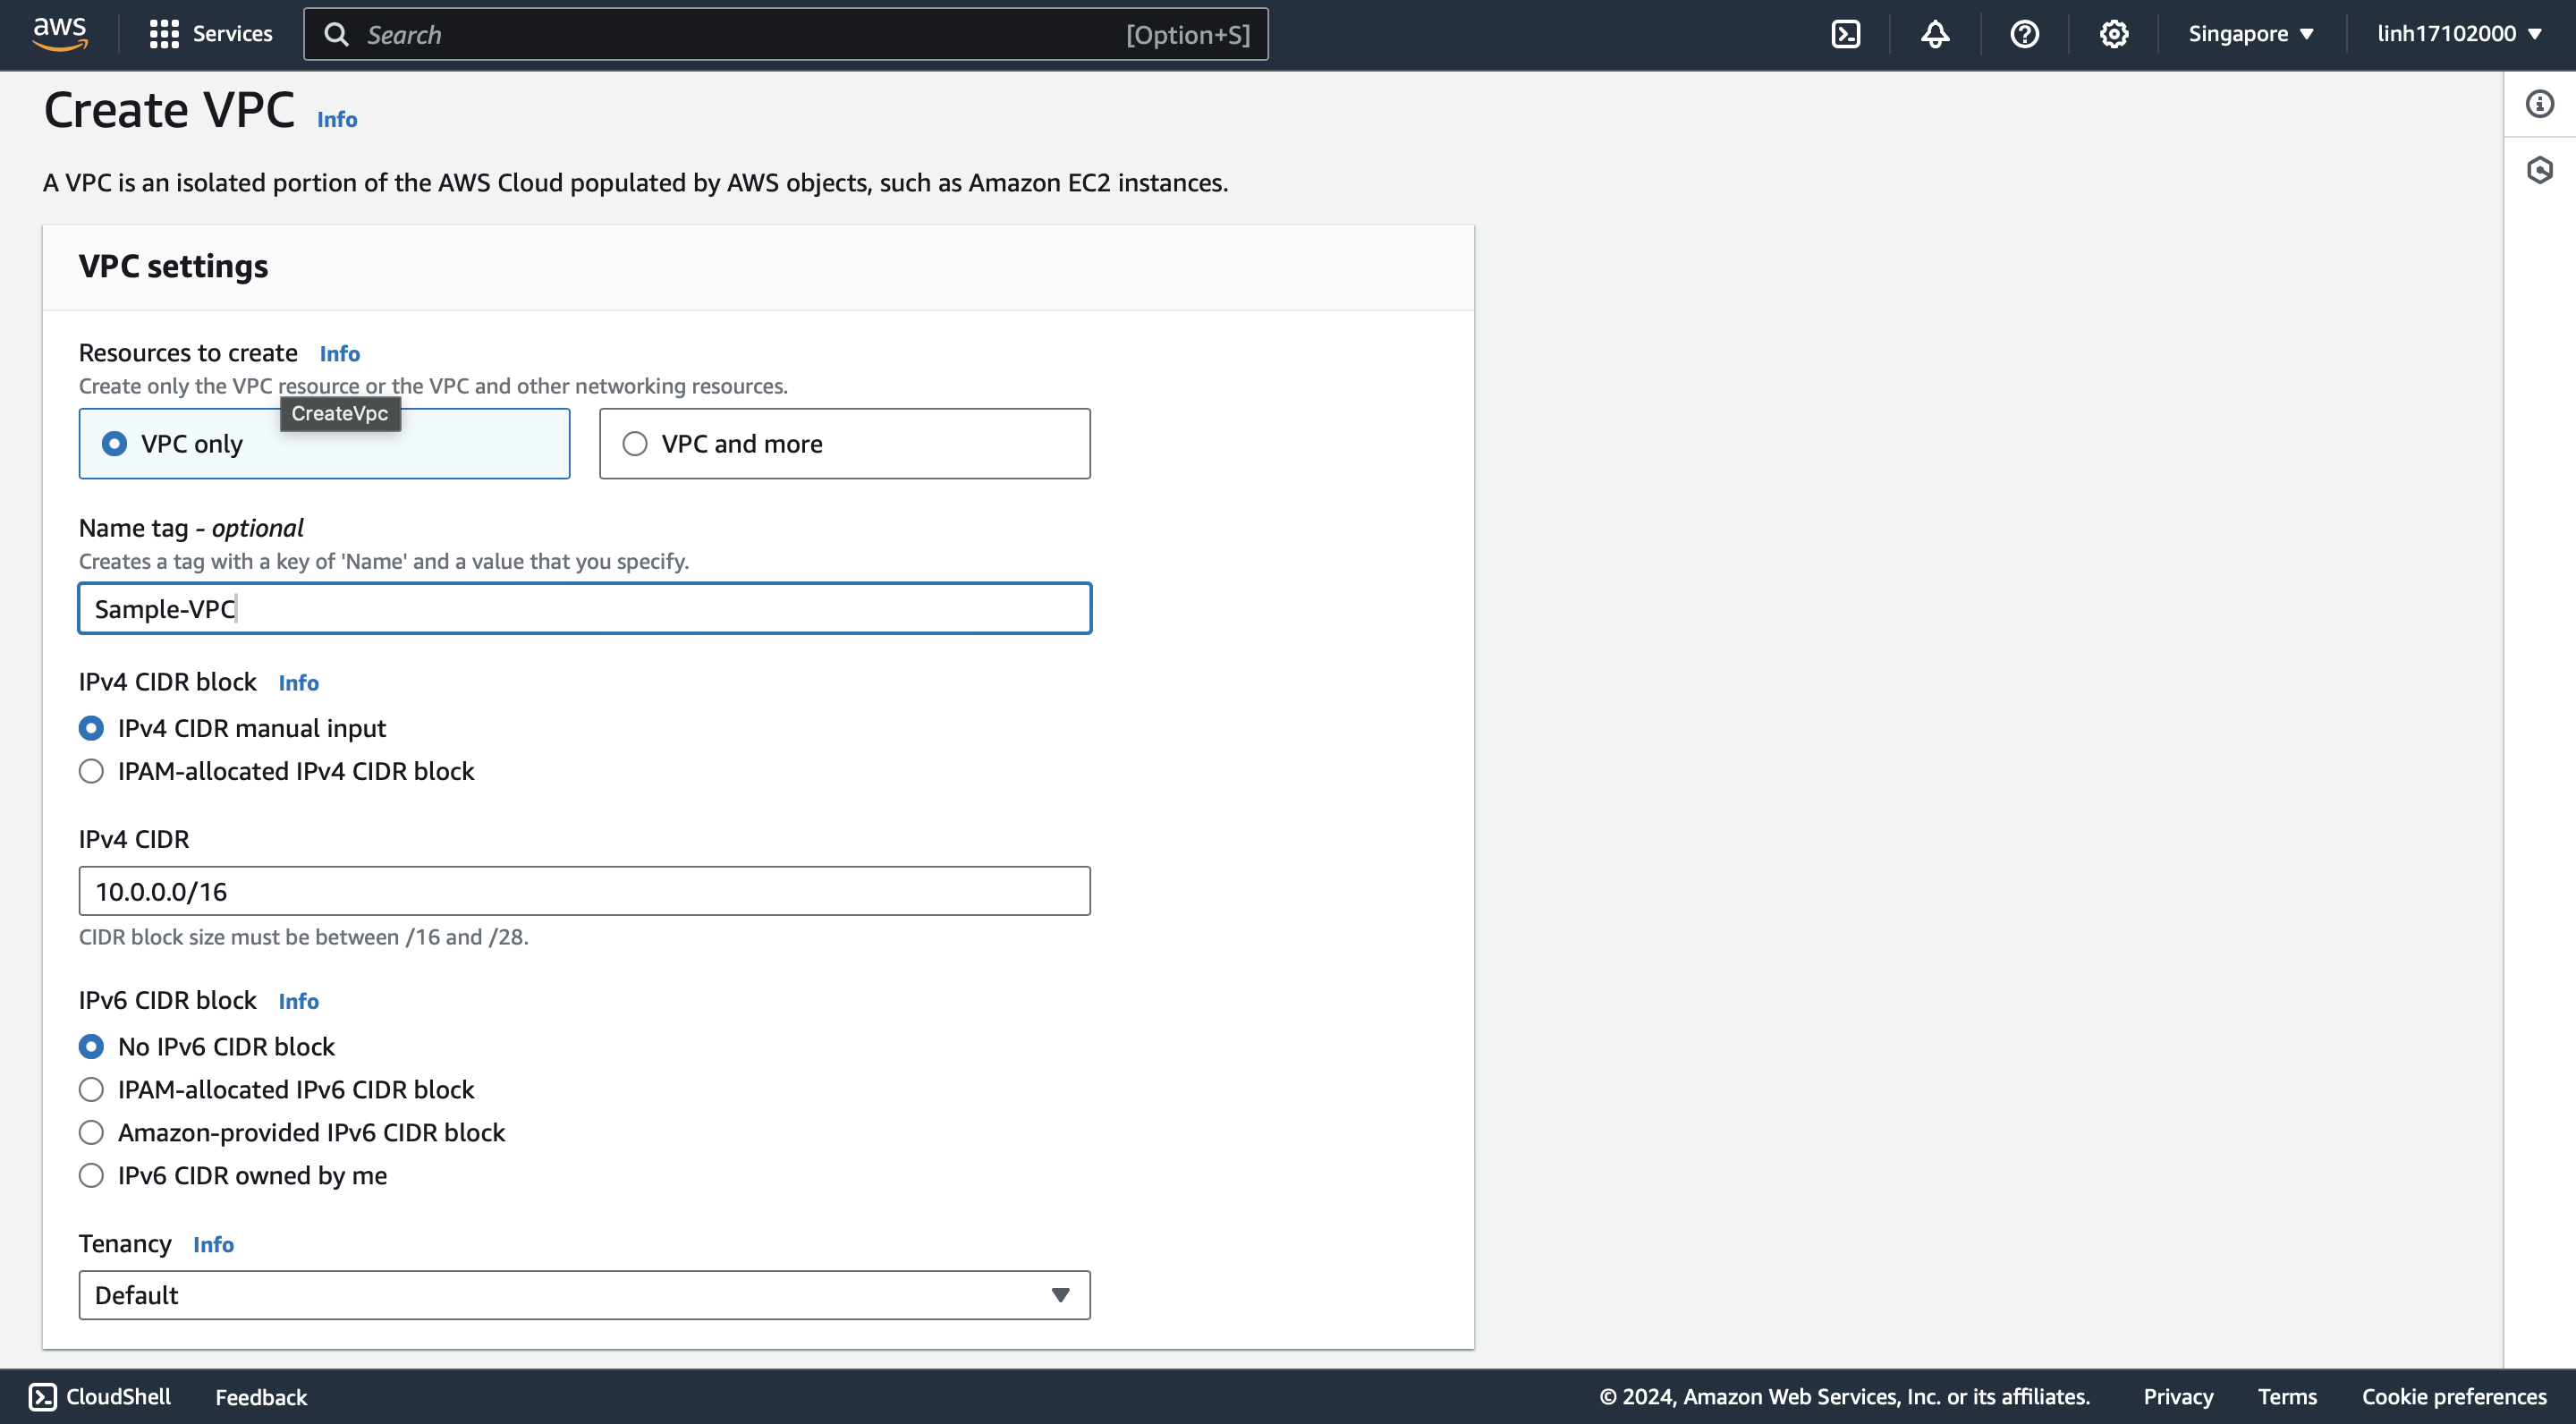 aws Services Search [Option+S] Singapore linh17102000
Create VPC Info
A VPC is an isolated portion of the AWS Cloud populated by AWS objects, such as Amazon EC2 instances.
VPC settings
Resources to create Info
Create only the VPC resource or the VPC and other networking resources.
CreateVpc
VPC only VPC and more
Name tag - optional
Creates a tag with a key of 'Name' and a value that you specify.
Sample-VPC
IPv4 CIDR block Info
IPv4 CIDR manual input
IPAM-allocated IPv4 CIDR block
IPv4 CIDR
10.0.0.0/16
CIDR block size must be between /16 and /28.
IPv6 CIDR block Info
No IPv6 CIDR block
IPAM-allocated IPv6 CIDR block
Amazon-provided IPv6 CIDR block
IPv6 CIDR owned by me
Tenancy Info
Default
CloudShell Feedback © 2024, Amazon Web Services, Inc. or its affiliates. Privacy Terms Cookie preferences